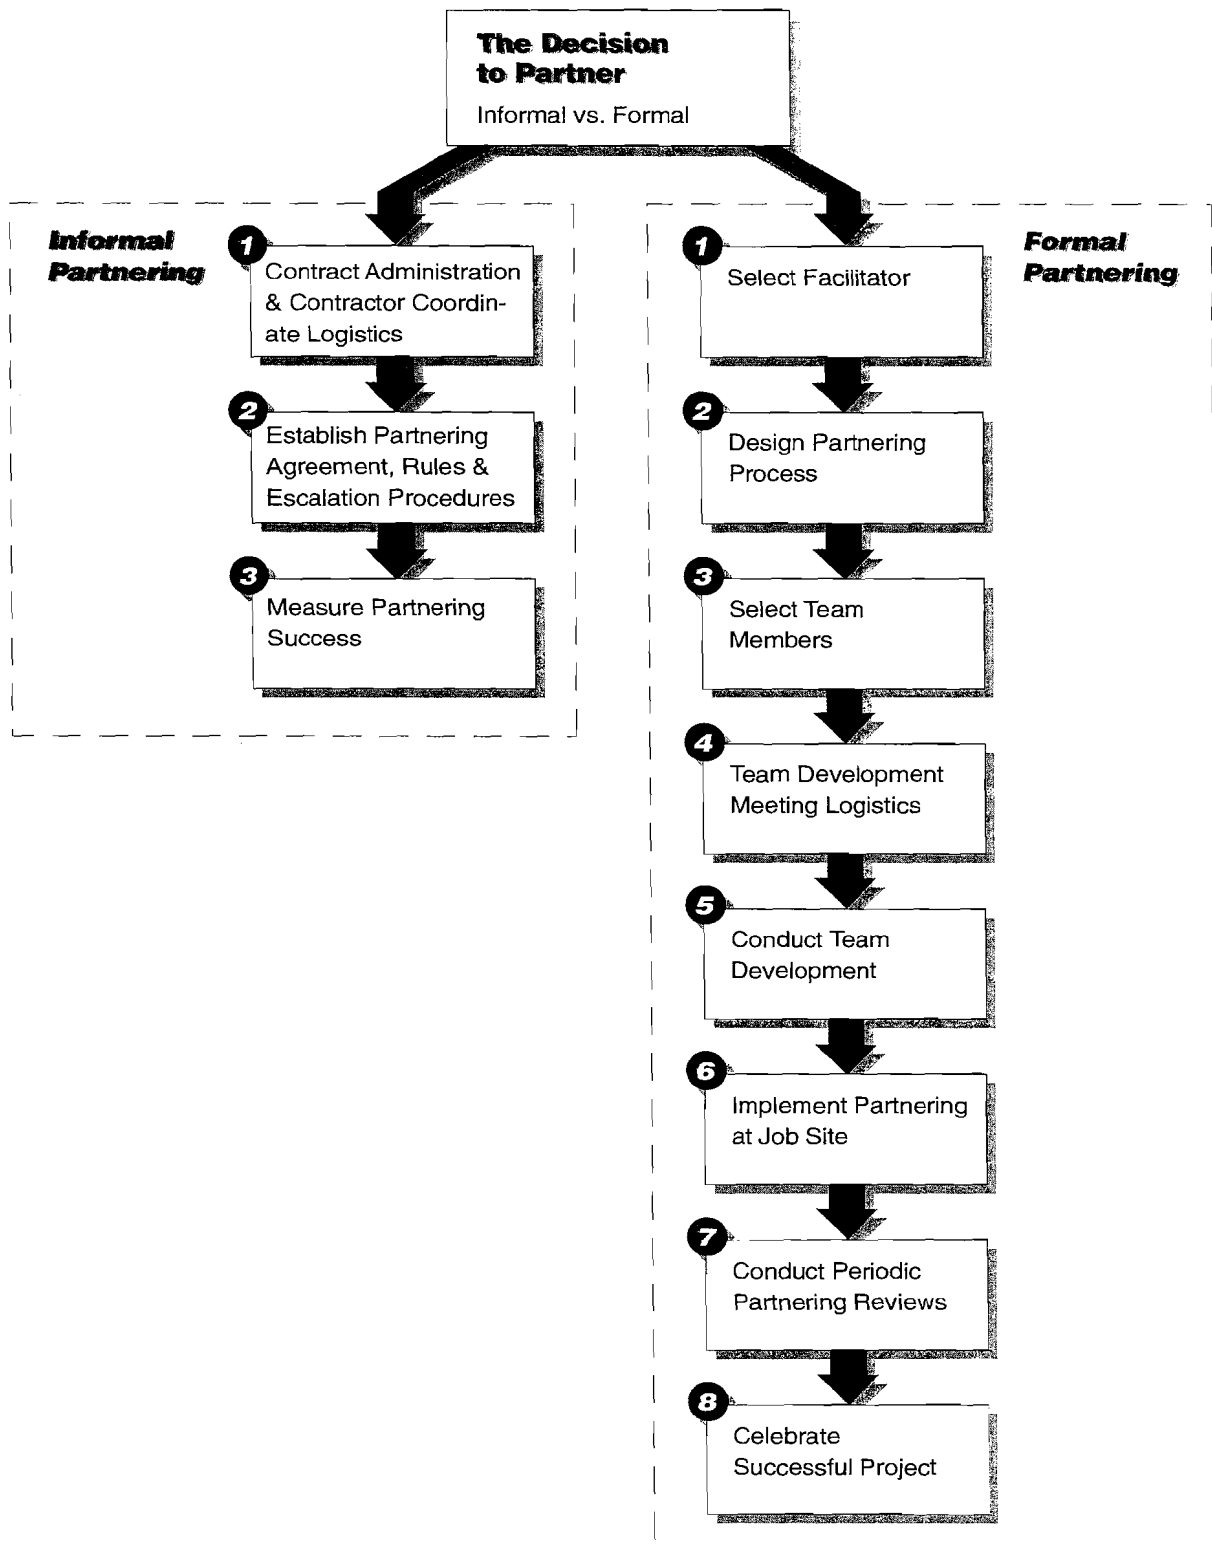 The Decision
to Partner
Informal vs. Formal
Informal
Partnering
1
Contract Administration
& Contractor Coordin-
ate Logistics
2
Establish Partnering
Agreement, Rules &
Escalation Procedures
3
Measure Partnering
Success
Formal
Partnering
1
Select Facilitator
2
Design Partnering
Process
3
Select Team
Members
4
Team Development
Meeting Logistics
5
Conduct Team
Development
6
Implement Partnering
at Job Site
7
Conduct Periodic
Partnering Reviews
8
Celebrate
Successful Project